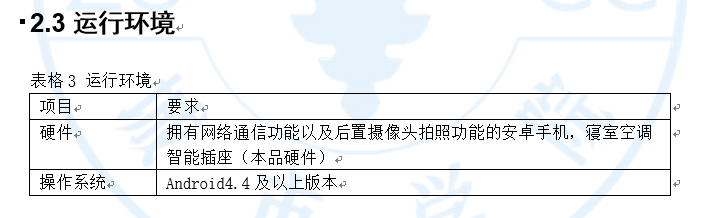 2.3 运行环境
表格 3 运行环境
项目 要求
硬件 拥有网络通信功能以及后置摄像头拍照功能的安卓手机，寝室空调
智能插座（本品硬件）
操作系统 Android4.4 及以上版本